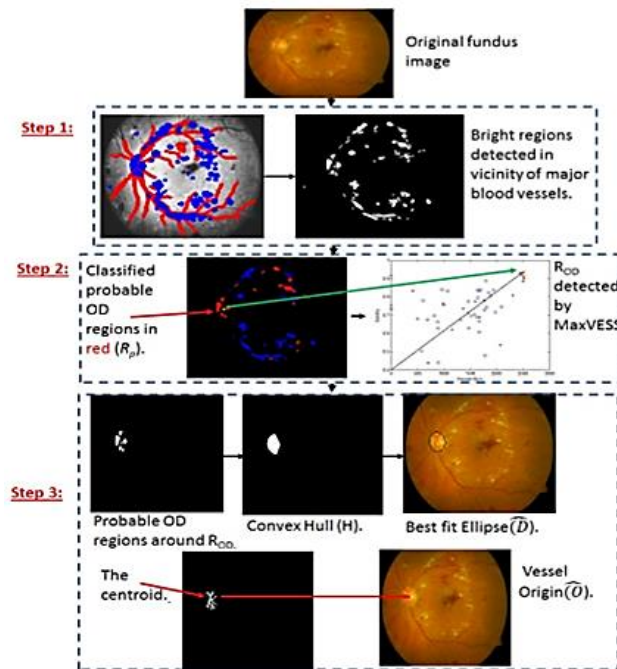 Original fundus
image
Step 1:
Bright regions
detected in
vicinity of major
blood vessels.
Step 2:
Classified
probable
OD
regions in
red (Rₚ).
R_OD
detected
by
MaxVESS
Step 3:
Probable OD
regions around R_OD.
Convex Hull (H).
Best fit Ellipse(D̂).
The
centroid.
Vessel
Origin(Ô).